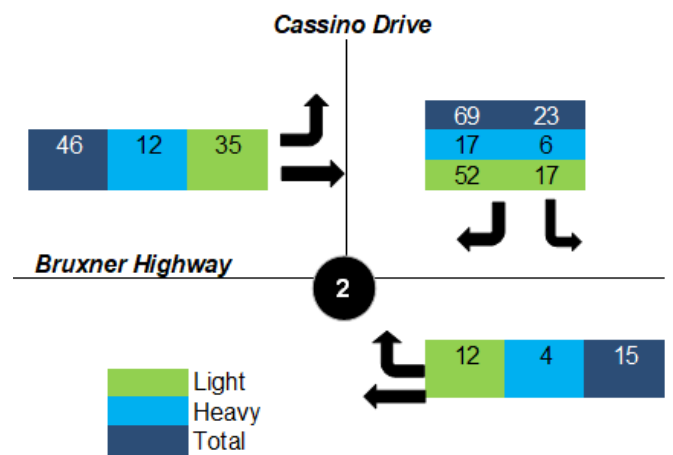 Cassino Drive
46 12 35
69 23
17 6
52 17
Bruxner Highway
2
12 4 15
Light
Heavy
Total